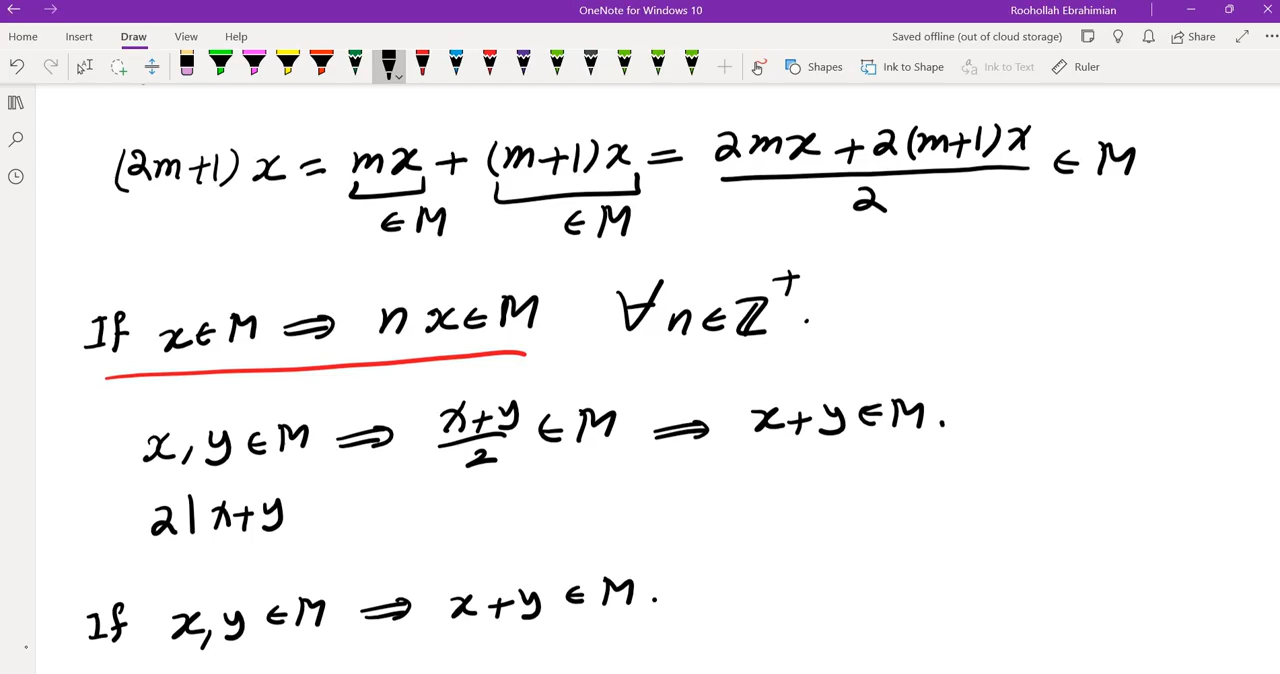 OneNote for Windows 10
Roohollah Ebrahimian
Home Insert Draw View Help
Saved offline (out of cloud storage) Share
Shapes Ink to Shape Ink to Text Ruler
(2m+1)x = mx + (m+1)x = (2mx + 2(m+1)x)/2 ∈ M
∈ M ∈ M
If x∈M ⟹ nx∈M ∀n∈ℤ⁺.
x, y ∈ M ⟹ (x+y)/2 ∈ M ⟹ x+y ∈ M.
2 | x+y
If x, y ∈ M ⟹ x+y ∈ M.